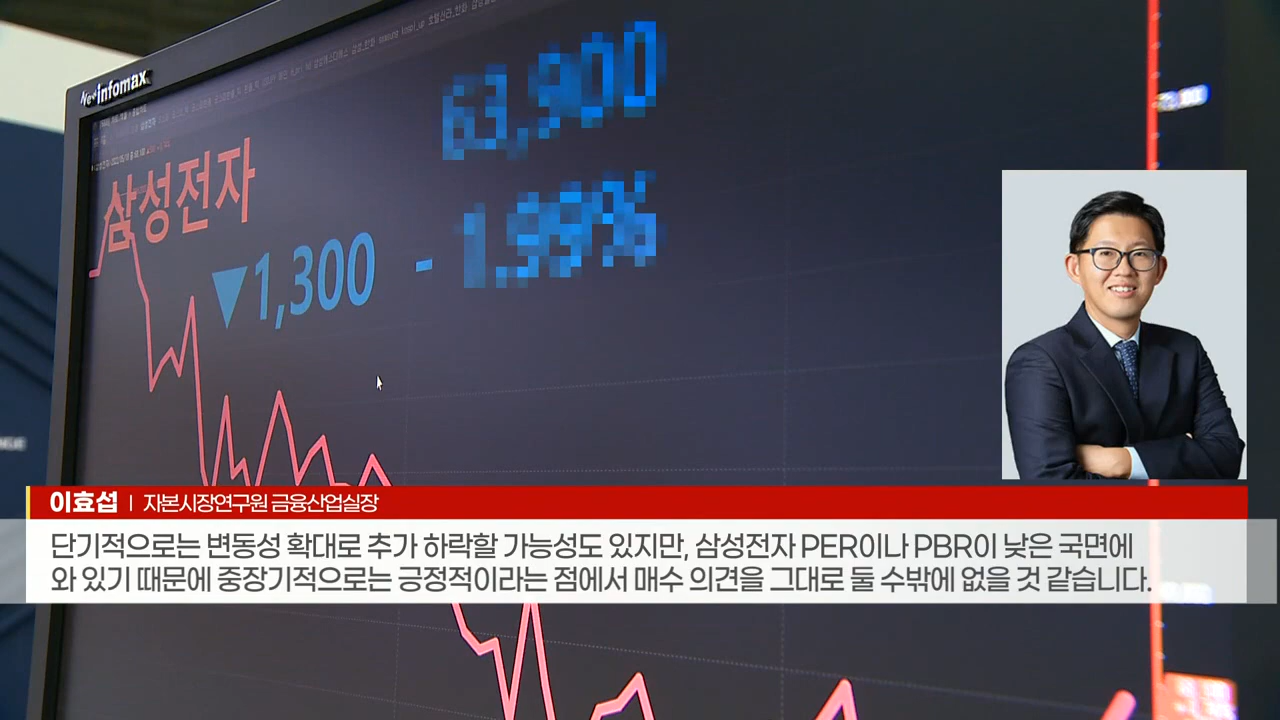 infomax
삼성전자
63,900
▼1,300 - 1.99%
이효섭 | 자본시장연구원 금융산업실장
단기적으로는 변동성 확대로 추가 하락할 가능성도 있지만, 삼성전자 PER이나 PBR이 낮은 국면에
와 있기 때문에 중장기적으로는 긍정적이라는 점에서 매수 의견을 그대로 둘 수밖에 없을 것 같습니다.